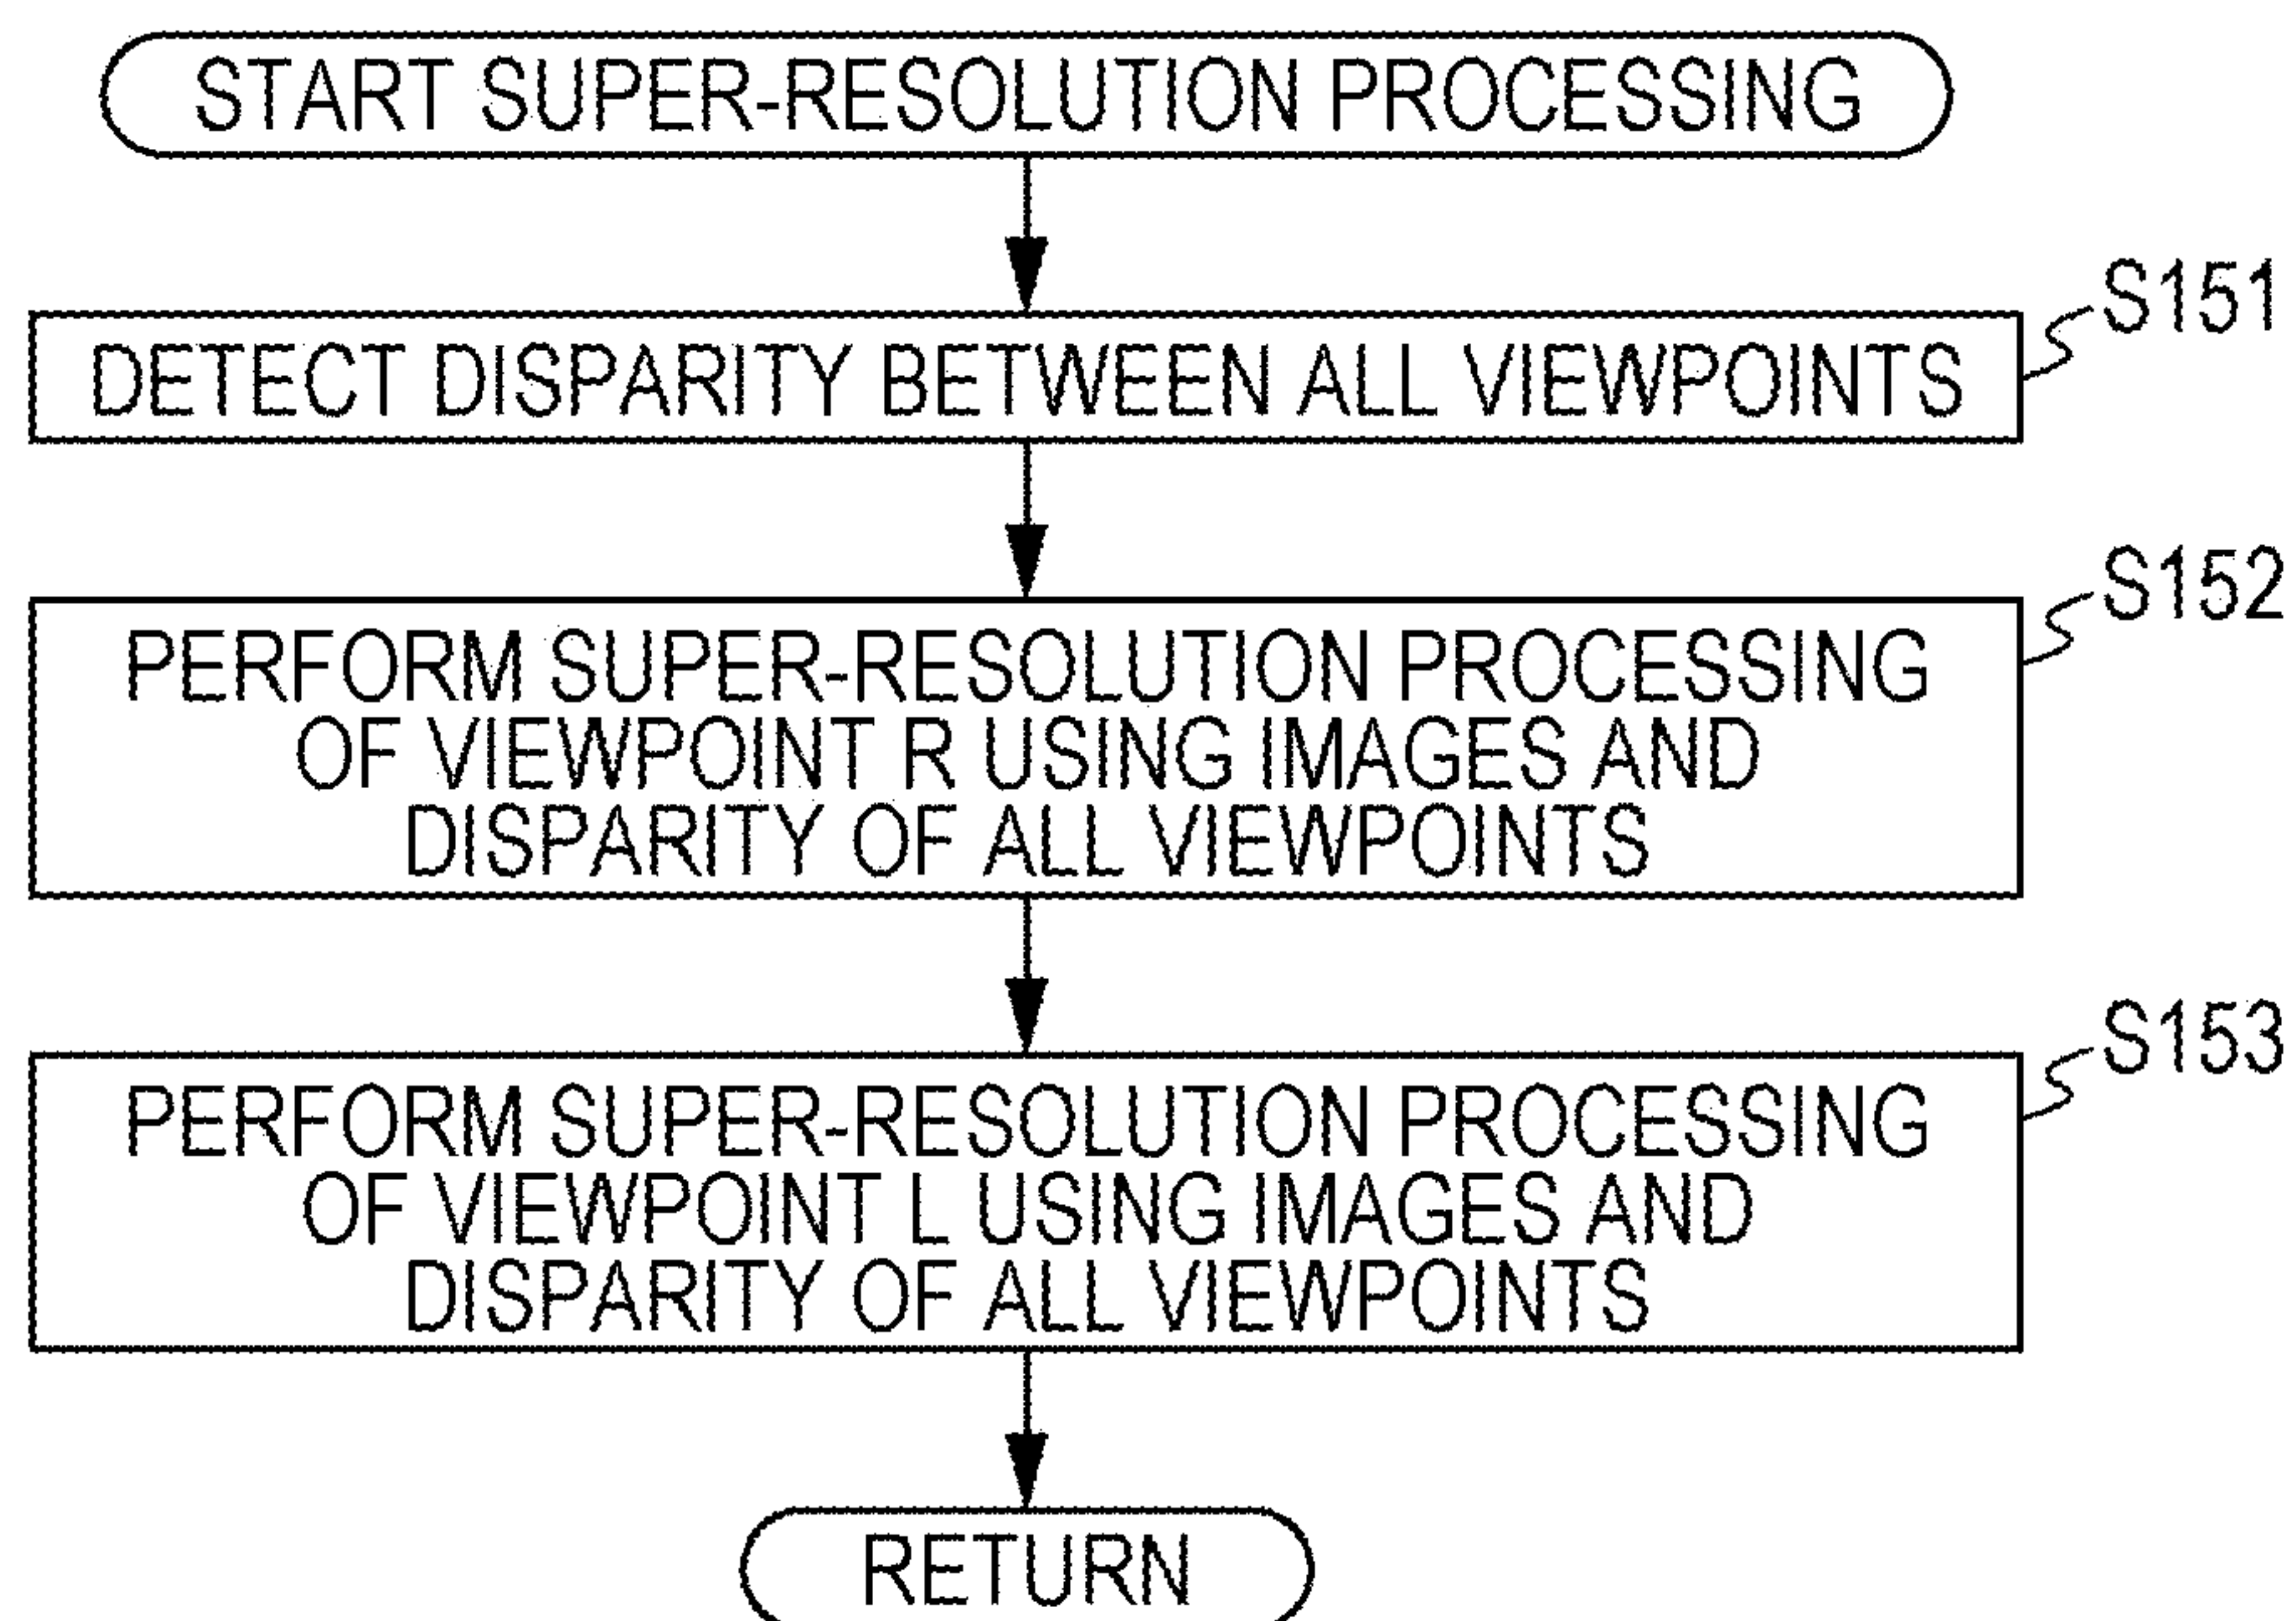 START SUPER-RESOLUTION PROCESSING
S151
DETECT DISPARITY BETWEEN ALL VIEWPOINTS
S152
PERFORM SUPER-RESOLUTION PROCESSING
OF VIEWPOINT R USING IMAGES AND
DISPARITY OF ALL VIEWPOINTS
S153
PERFORM SUPER-RESOLUTION PROCESSING
OF VIEWPOINT L USING IMAGES AND
DISPARITY OF ALL VIEWPOINTS
RETURN